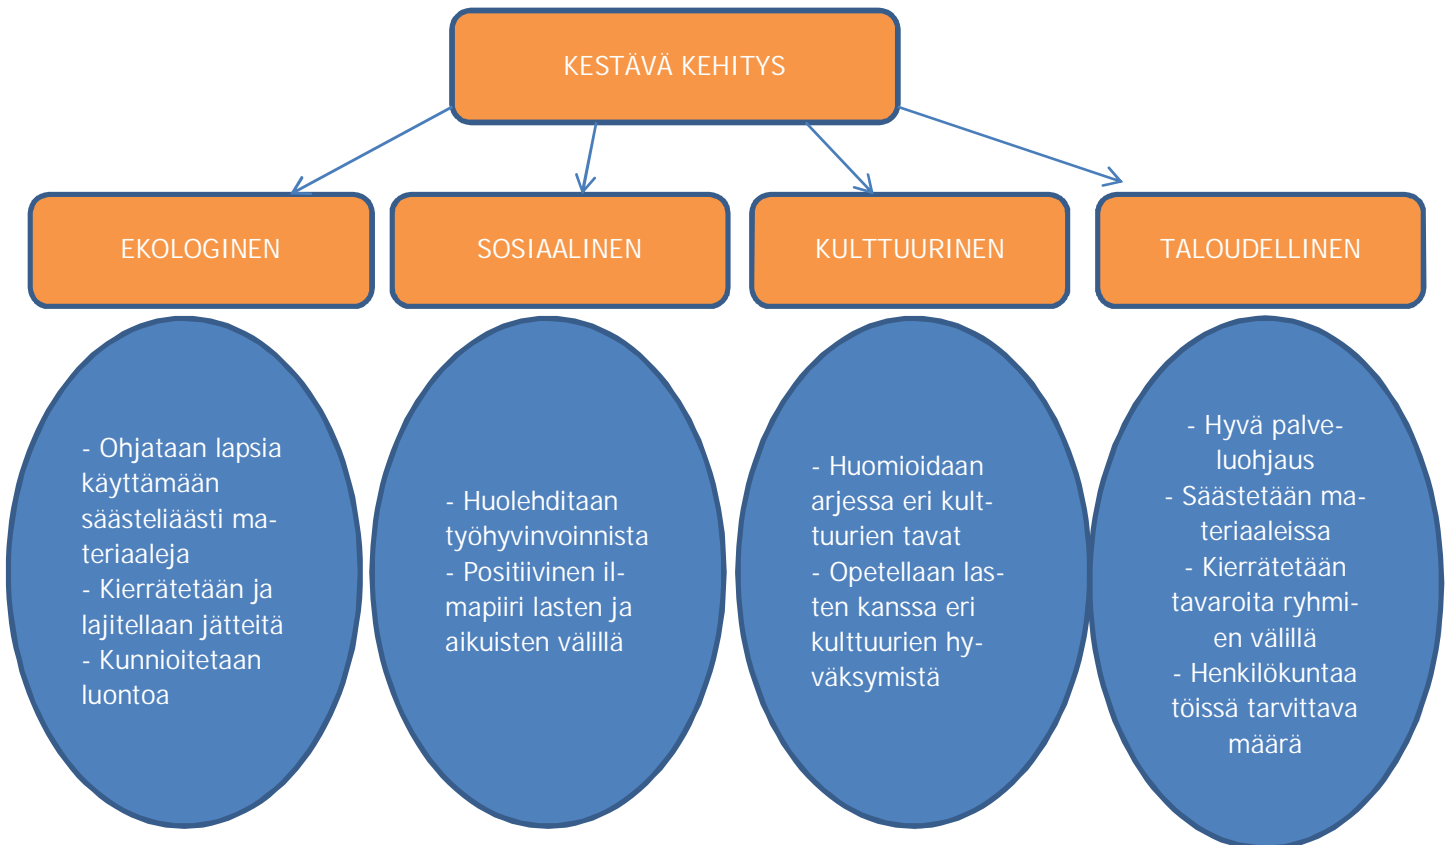 KESTÄVÄ KEHITYS
EKOLOGINEN
SOSIAALINEN
KULTTUURINEN
TALOUDELLINEN
- Ohjataan lapsia
käyttämään
säästeliäästi ma-
teriaaleja
- Kierrätetään ja
lajitellaan jätteitä
- Kunnioitetaan
luontoa
- Huolehditaan
työhyvinvoinnista
- Positiivinen il-
mapiiri lasten ja
aikuisten välillä
- Huomioidaan
arjessa eri kult-
tuurien tavat
- Opetellaan las-
ten kanssa eri
kulttuurien hy-
väksymistä
- Hyvä palve-
luohjaus
- Säästetään ma-
teriaaleissa
- Kierrätetään
tavaroita ryhmi-
en välillä
- Henkilökuntaa
töissä tarvittava
määrä